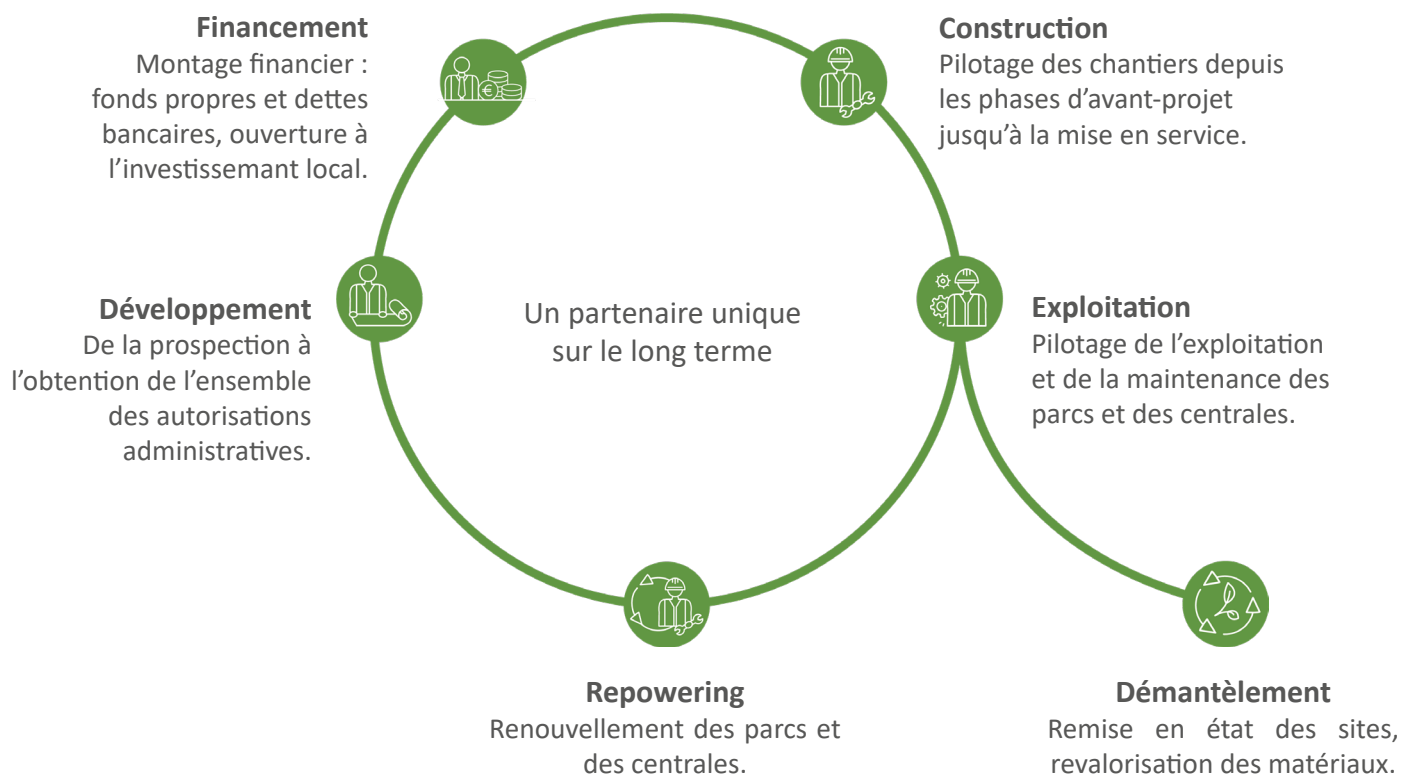 Financement
Montage financier :
fonds propres et dettes
bancaires, ouverture à
l’investissemant local.
Construction
Pilotage des chantiers depuis
les phases d’avant-projet
jusqu’à la mise en service.
Développement
De la prospection à
l’obtention de l’ensemble
des autorisations
administratives.
Un partenaire unique
sur le long terme
Exploitation
Pilotage de l’exploitation
et de la maintenance des
parcs et des centrales.
Repowering
Renouvellement des parcs et
des centrales.
Démantèlement
Remise en état des sites,
revalorisation des matériaux.